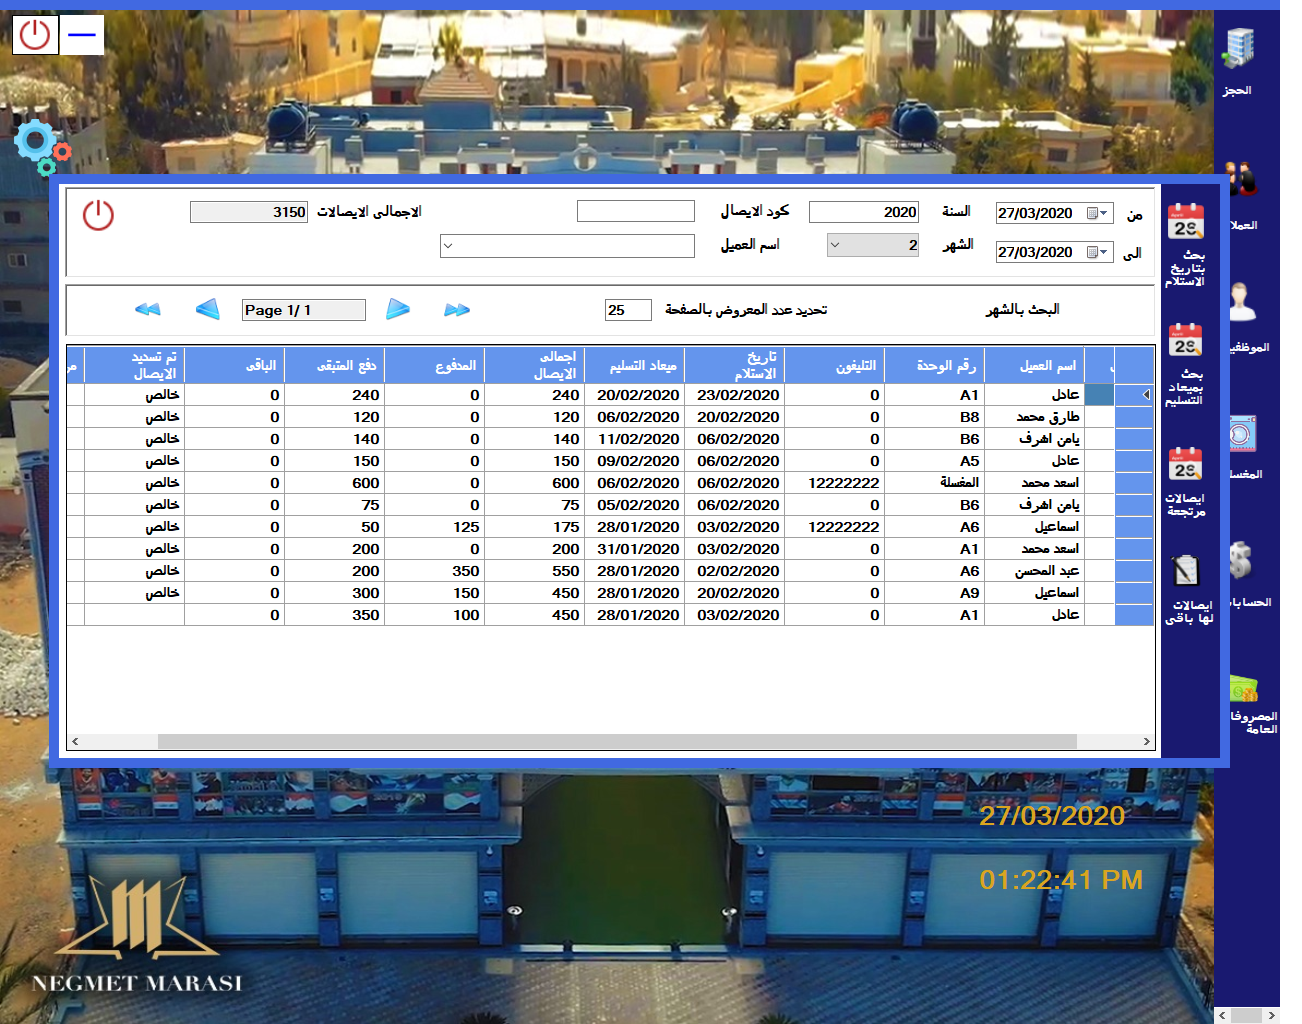 الحجز
العملا
الموظفين
المغسل
الحسابا
المصروفا
العامة
بحث
بتاريخ
الاستلام
بحث
بميعاد
التسليم
ايصالات
مرتجعة
ايصالات
لها باقى
من 27/03/2020 السنة 2020 كود الايصال الاجمالى الايصالات 3150
الى 27/03/2020 الشهر 2 اسم العميل
البحث بالشهر تحديد عدد المعروض بالصفحة 25 Page 1/ 1
اسم العميل رقم الوحدة التليفون تاريخ الاستلام ميعاد التسليم اجمالى الايصال المدفوع دفع المتبقى الباقى تم تسديد الايصال
عادل A1 0 23/02/2020 20/02/2020 240 0 240 0 خالص
طارق محمد B8 0 20/02/2020 06/02/2020 120 0 120 0 خالص
يامن اشرف B6 0 06/02/2020 11/02/2020 140 0 140 0 خالص
عادل A5 0 06/02/2020 09/02/2020 150 0 150 0 خالص
اسعد محمد المغسلة 12222222 06/02/2020 06/02/2020 600 0 600 0 خالص
يامن اشرف B6 0 06/02/2020 05/02/2020 75 0 75 0 خالص
اسماعيل A6 12222222 03/02/2020 28/01/2020 175 125 50 0 خالص
اسعد محمد A1 0 03/02/2020 31/01/2020 200 0 200 0 خالص
عبد المحسن A6 0 02/02/2020 28/01/2020 550 350 200 0 خالص
اسماعيل A9 0 20/02/2020 28/01/2020 450 150 300 0 خالص
عادل A1 0 03/02/2020 28/01/2020 450 100 350 0
27/03/2020
01:22:41 PM
NEGMET MARASI